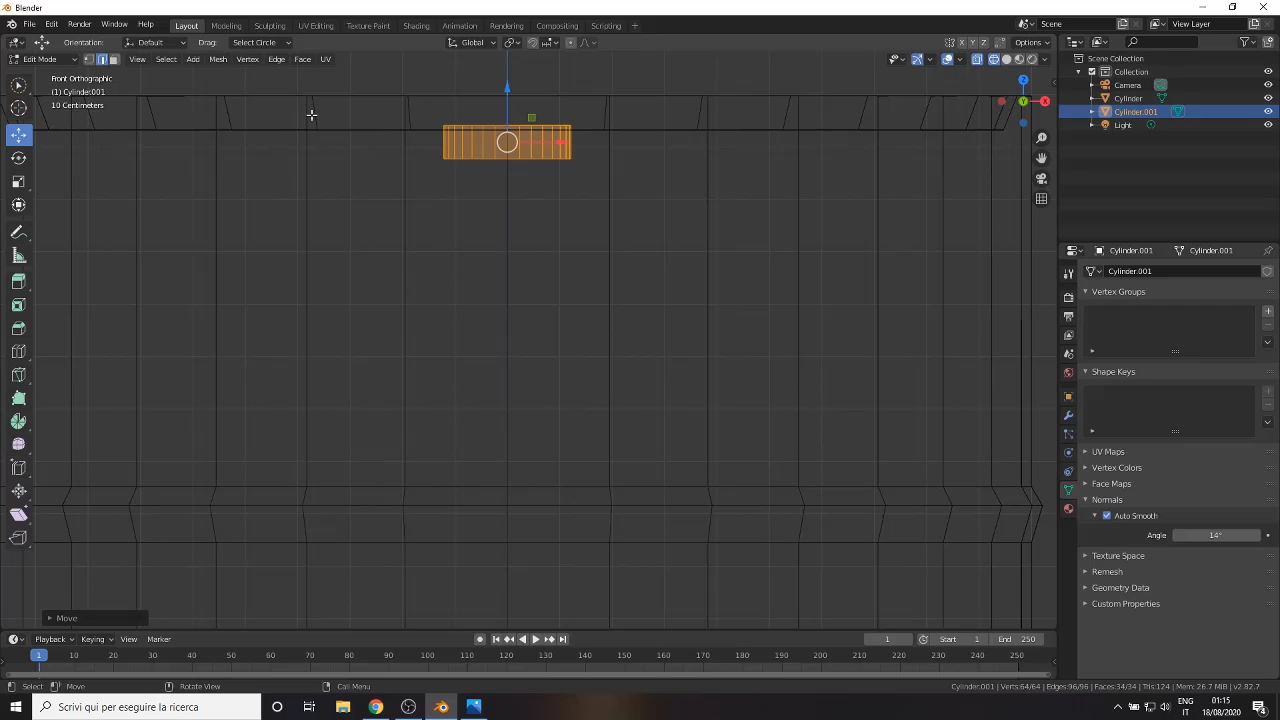 Blender
File Edit Render Window Help Layout Modeling Sculpting UV Editing Texture Paint Shading Animation Rendering Compositing Scripting + Scene View Layer
Orientation: Default Drag: Select Circle Global X Y Z Options
Edit Mode View Select Add Mesh Vertex Edge Face UV
Front Orthographic
(1) Cylinder.001
10 Centimeters
Z
X
Y
Scene Collection
Collection
Camera
Cylinder
Cylinder.001
Light
Cylinder.001 Cylinder.001
Cylinder.001
Vertex Groups
Shape Keys
UV Maps
Vertex Colors
Face Maps
Normals
Auto Smooth
Angle 14°
Texture Space
Remesh
Geometry Data
Custom Properties
Move
Playback Keying View Marker 1 Start 1 End 250
1 10 20 30 40 50 60 70 80 90 100 110 120 130 140 150 160 170 180 190 200 210 220 230 240 250
Select Move Rotate View Call Menu Cylinder.001 | Verts:64/64 | Edges:96/96 | Faces:34/34 | Tris:124 | Mem: 26.7 MiB | v2.82.7
Scrivi qui per eseguire la ricerca ENG 01:15
IT 18/08/2020